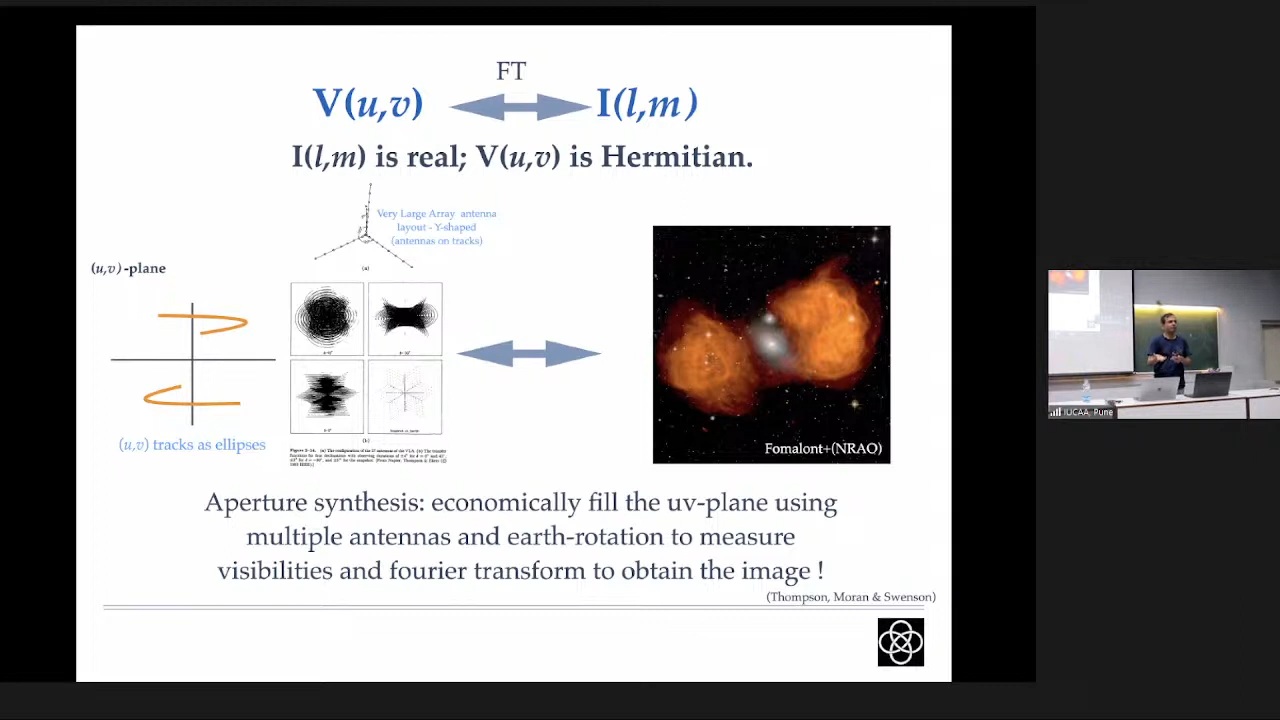 FT
V(u,v) I(l,m)
I(l,m) is real; V(u,v) is Hermitian.
Very Large Array antenna
layout - Y-shaped
(antennas on tracks)
(a)
(u,v)-plane
(b)
(u,v) tracks as ellipses
Fomalont+(NRAO)
Aperture synthesis: economically fill the uv-plane using
multiple antennas and earth-rotation to measure
visibilities and fourier transform to obtain the image !
(Thompson, Moran & Swenson)
IUCAA, Pune